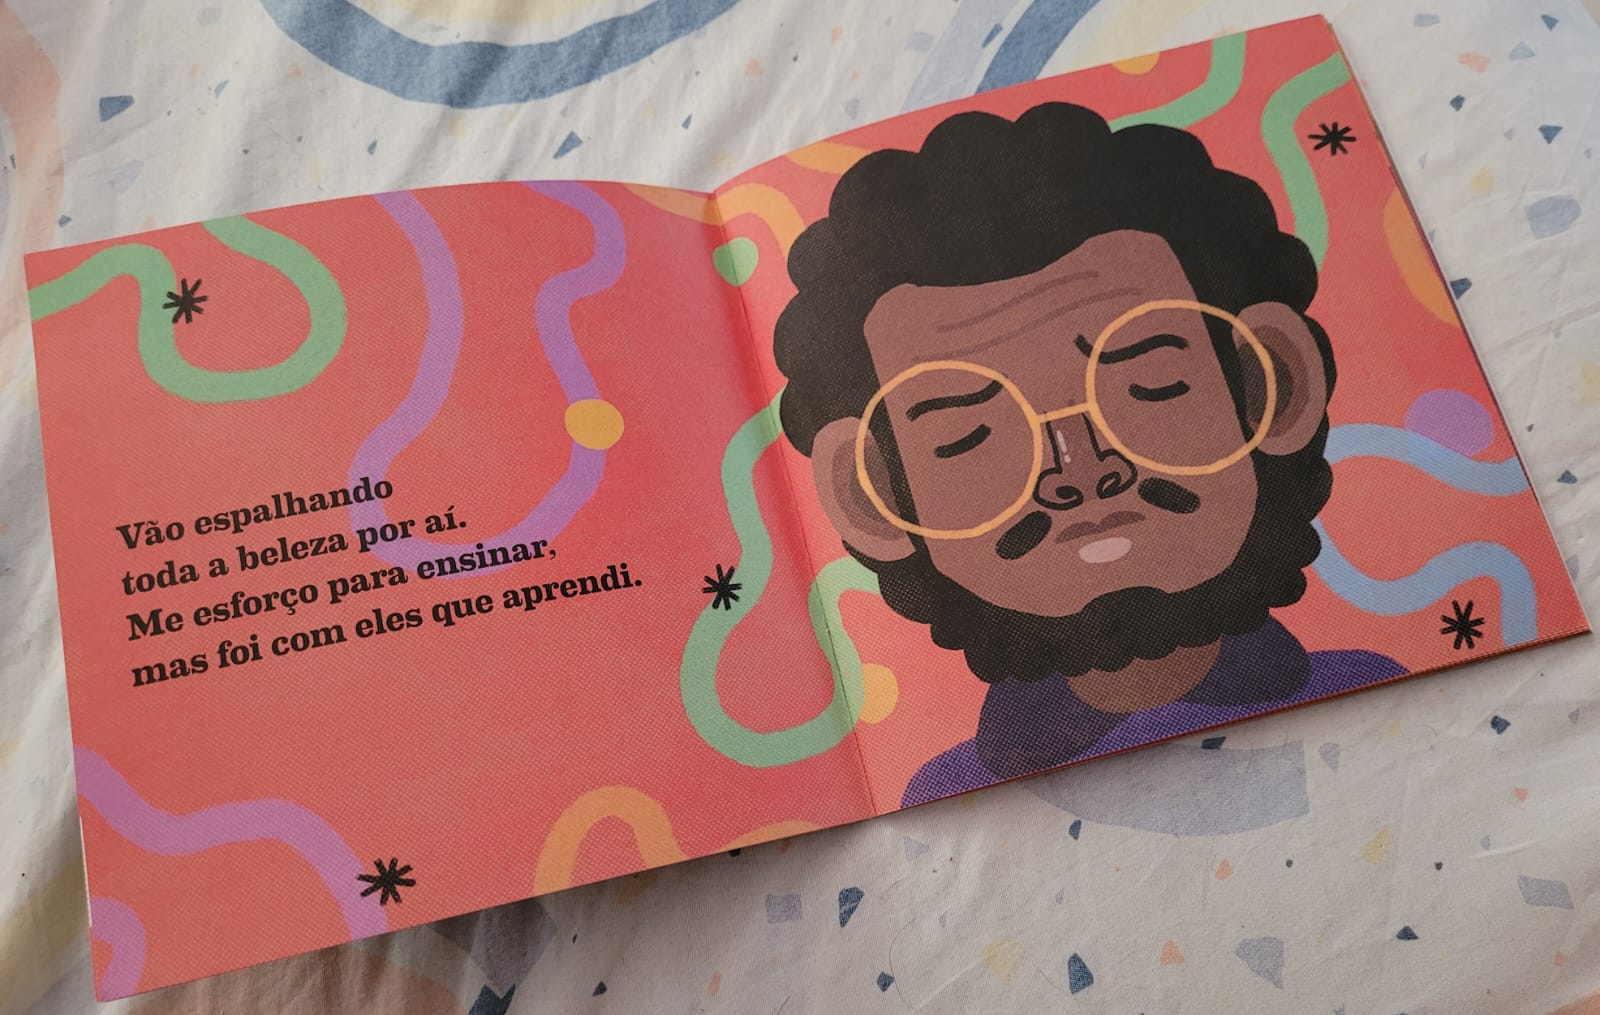 Vão espalhando
toda a beleza por aí.
Me esforço para ensinar,
mas foi com eles que aprendi.